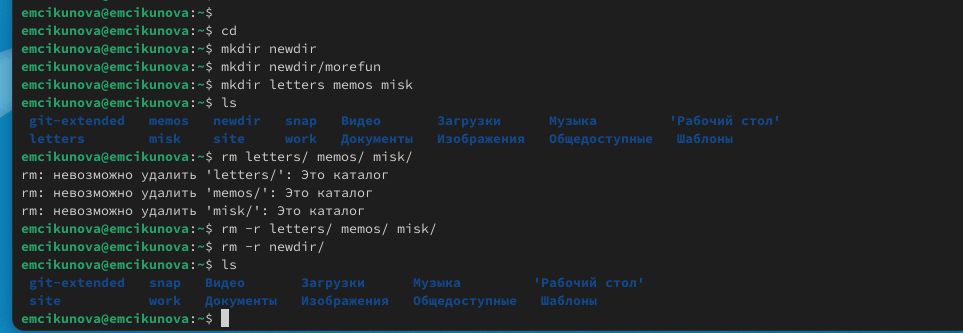 emcikunova@emcikunova:~$
emcikunova@emcikunova:~$ cd
emcikunova@emcikunova:~$ mkdir newdir
emcikunova@emcikunova:~$ mkdir newdir/morefun
emcikunova@emcikunova:~$ mkdir letters memos misk
emcikunova@emcikunova:~$ ls
git-extended memos newdir snap Видео Загрузки Музыка 'Рабочий стол'
letters misk site work Документы Изображения Общедоступные Шаблоны
emcikunova@emcikunova:~$ rm letters/ memos/ misk/
rm: невозможно удалить 'letters/': Это каталог
rm: невозможно удалить 'memos/': Это каталог
rm: невозможно удалить 'misk/': Это каталог
emcikunova@emcikunova:~$ rm -r letters/ memos/ misk/
emcikunova@emcikunova:~$ rm -r newdir/
emcikunova@emcikunova:~$ ls
git-extended snap Видео Загрузки Музыка 'Рабочий стол'
site work Документы Изображения Общедоступные Шаблоны
emcikunova@emcikunova:~$